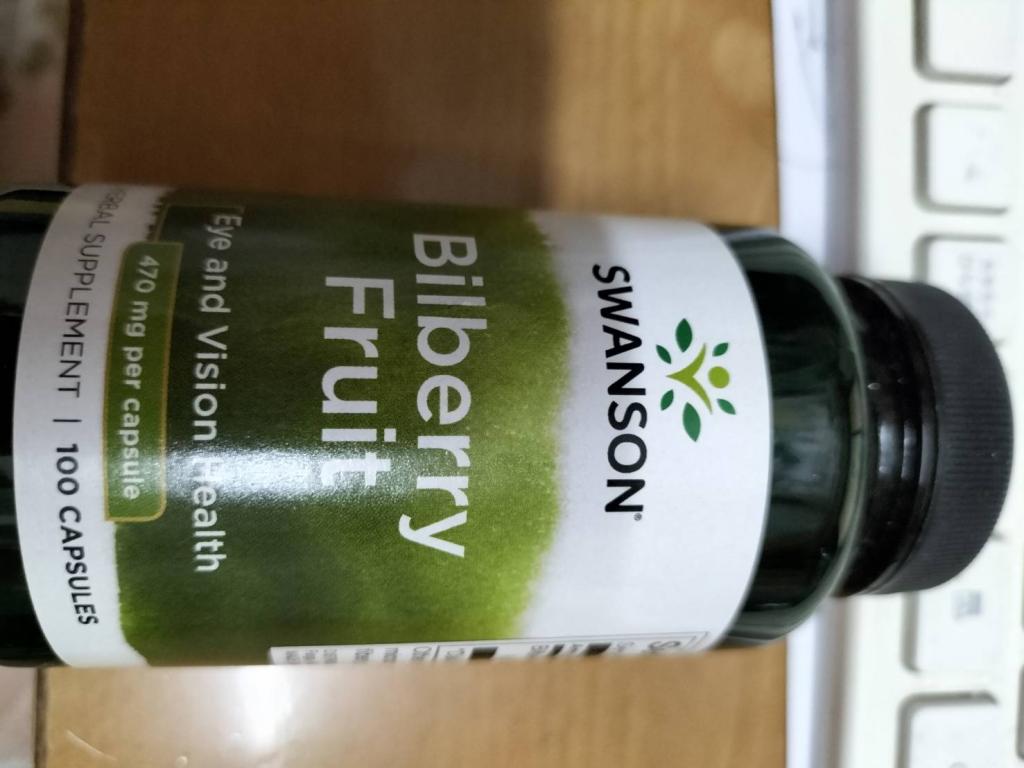 SWANSON®
Bilberry
Fruit
Eye and Vision Health
470 mg per capsule
HERBAL SUPPLEMENT | 100 CAPSULES